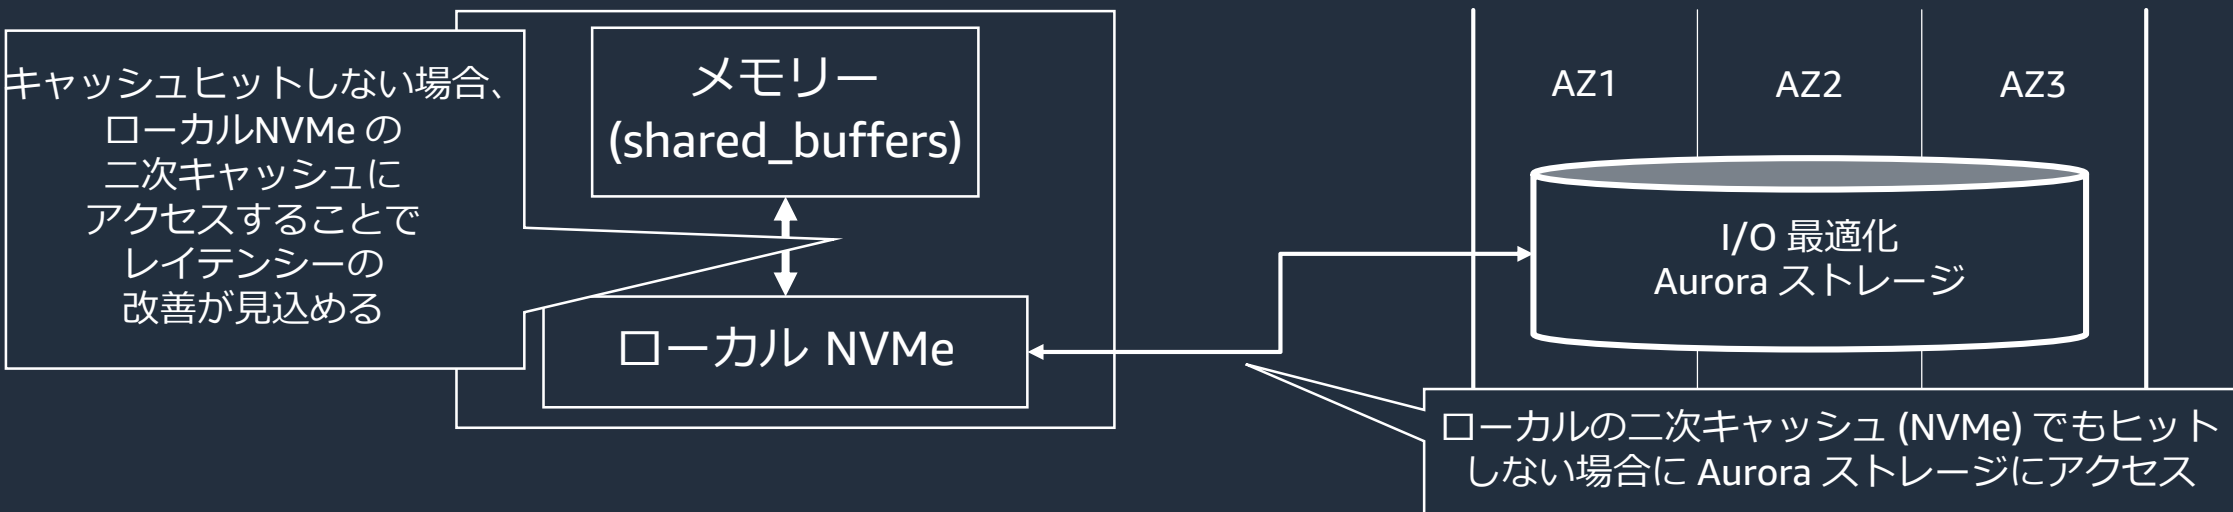 キャッシュヒットしない場合、
ローカルNVMe の
二次キャッシュに
アクセスすることで
レイテンシーの
改善が見込める
メモリー
(shared_buffers)
ローカル NVMe
AZ1
AZ2
AZ3
I/O 最適化
Aurora ストレージ
ローカルの二次キャッシュ (NVMe) でもヒット
しない場合に Aurora ストレージにアクセス